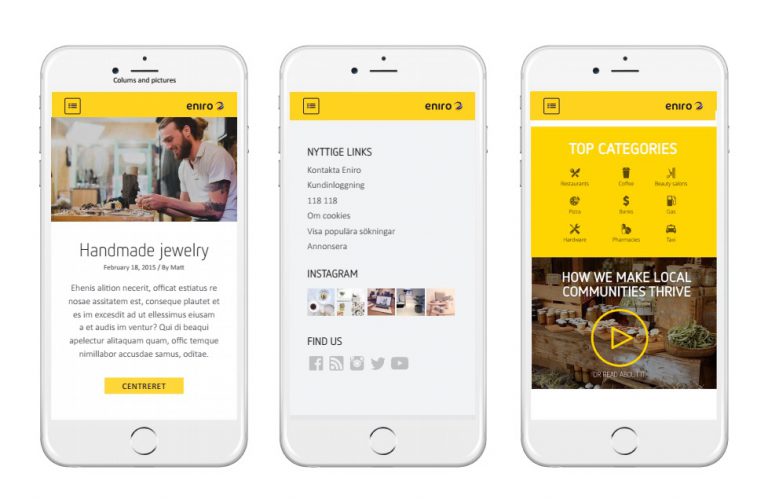 Colums and pictures
eniro
Handmade jewelry
February 18, 2015 / By Matt
Ehenis alition necerit, officat estiatus re
nosae assitatem est, conseque plautet et
es im excesdit ad ut ellessimus eiusam
a et audis im ventur? Qui di beaqui
apelectur alitaquam quam, offic tempor
nimillabor accusdae samus, oditae.
CENTRERET
eniro
NYTTIGE LINKS
Kontakta Eniro
Kundinloggning
118 118
Om cookies
Visa populära sökningar
Annonsera
INSTAGRAM
FIND US
eniro
TOP CATEGORIES
Restaurants
Coffee
Beauty salons
Pizza
Banks
Gas
Hardware
Pharmacies
Taxi
HOW WE MAKE LOCAL
COMMUNITIES THRIVE
OR READ ABOUT IT